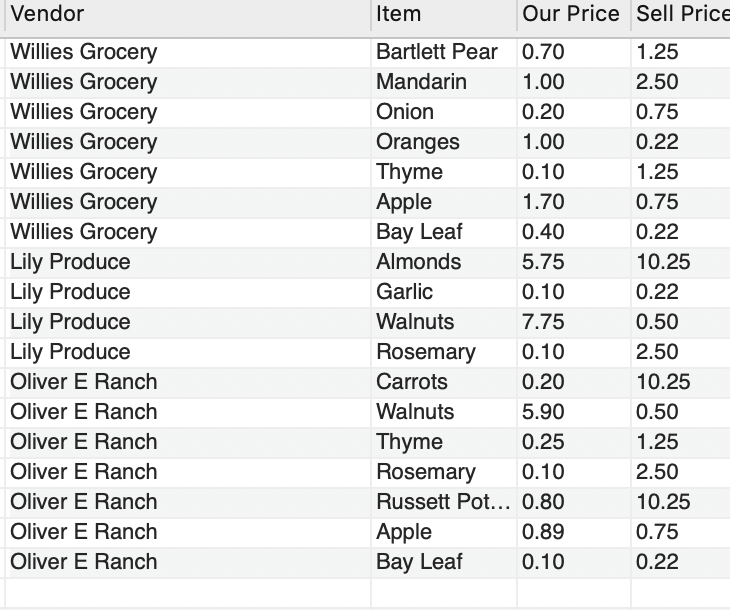 Vendor Item Our Price Sell Price
Willies Grocery Bartlett Pear 0.70 1.25
Willies Grocery Mandarin 1.00 2.50
Willies Grocery Onion 0.20 0.75
Willies Grocery Oranges 1.00 0.22
Willies Grocery Thyme 0.10 1.25
Willies Grocery Apple 1.70 0.75
Willies Grocery Bay Leaf 0.40 0.22
Lily Produce Almonds 5.75 10.25
Lily Produce Garlic 0.10 0.22
Lily Produce Walnuts 7.75 0.50
Lily Produce Rosemary 0.10 2.50
Oliver E Ranch Carrots 0.20 10.25
Oliver E Ranch Walnuts 5.90 0.50
Oliver E Ranch Thyme 0.25 1.25
Oliver E Ranch Rosemary 0.10 2.50
Oliver E Ranch Russett Pot... 0.80 10.25
Oliver E Ranch Apple 0.89 0.75
Oliver E Ranch Bay Leaf 0.10 0.22